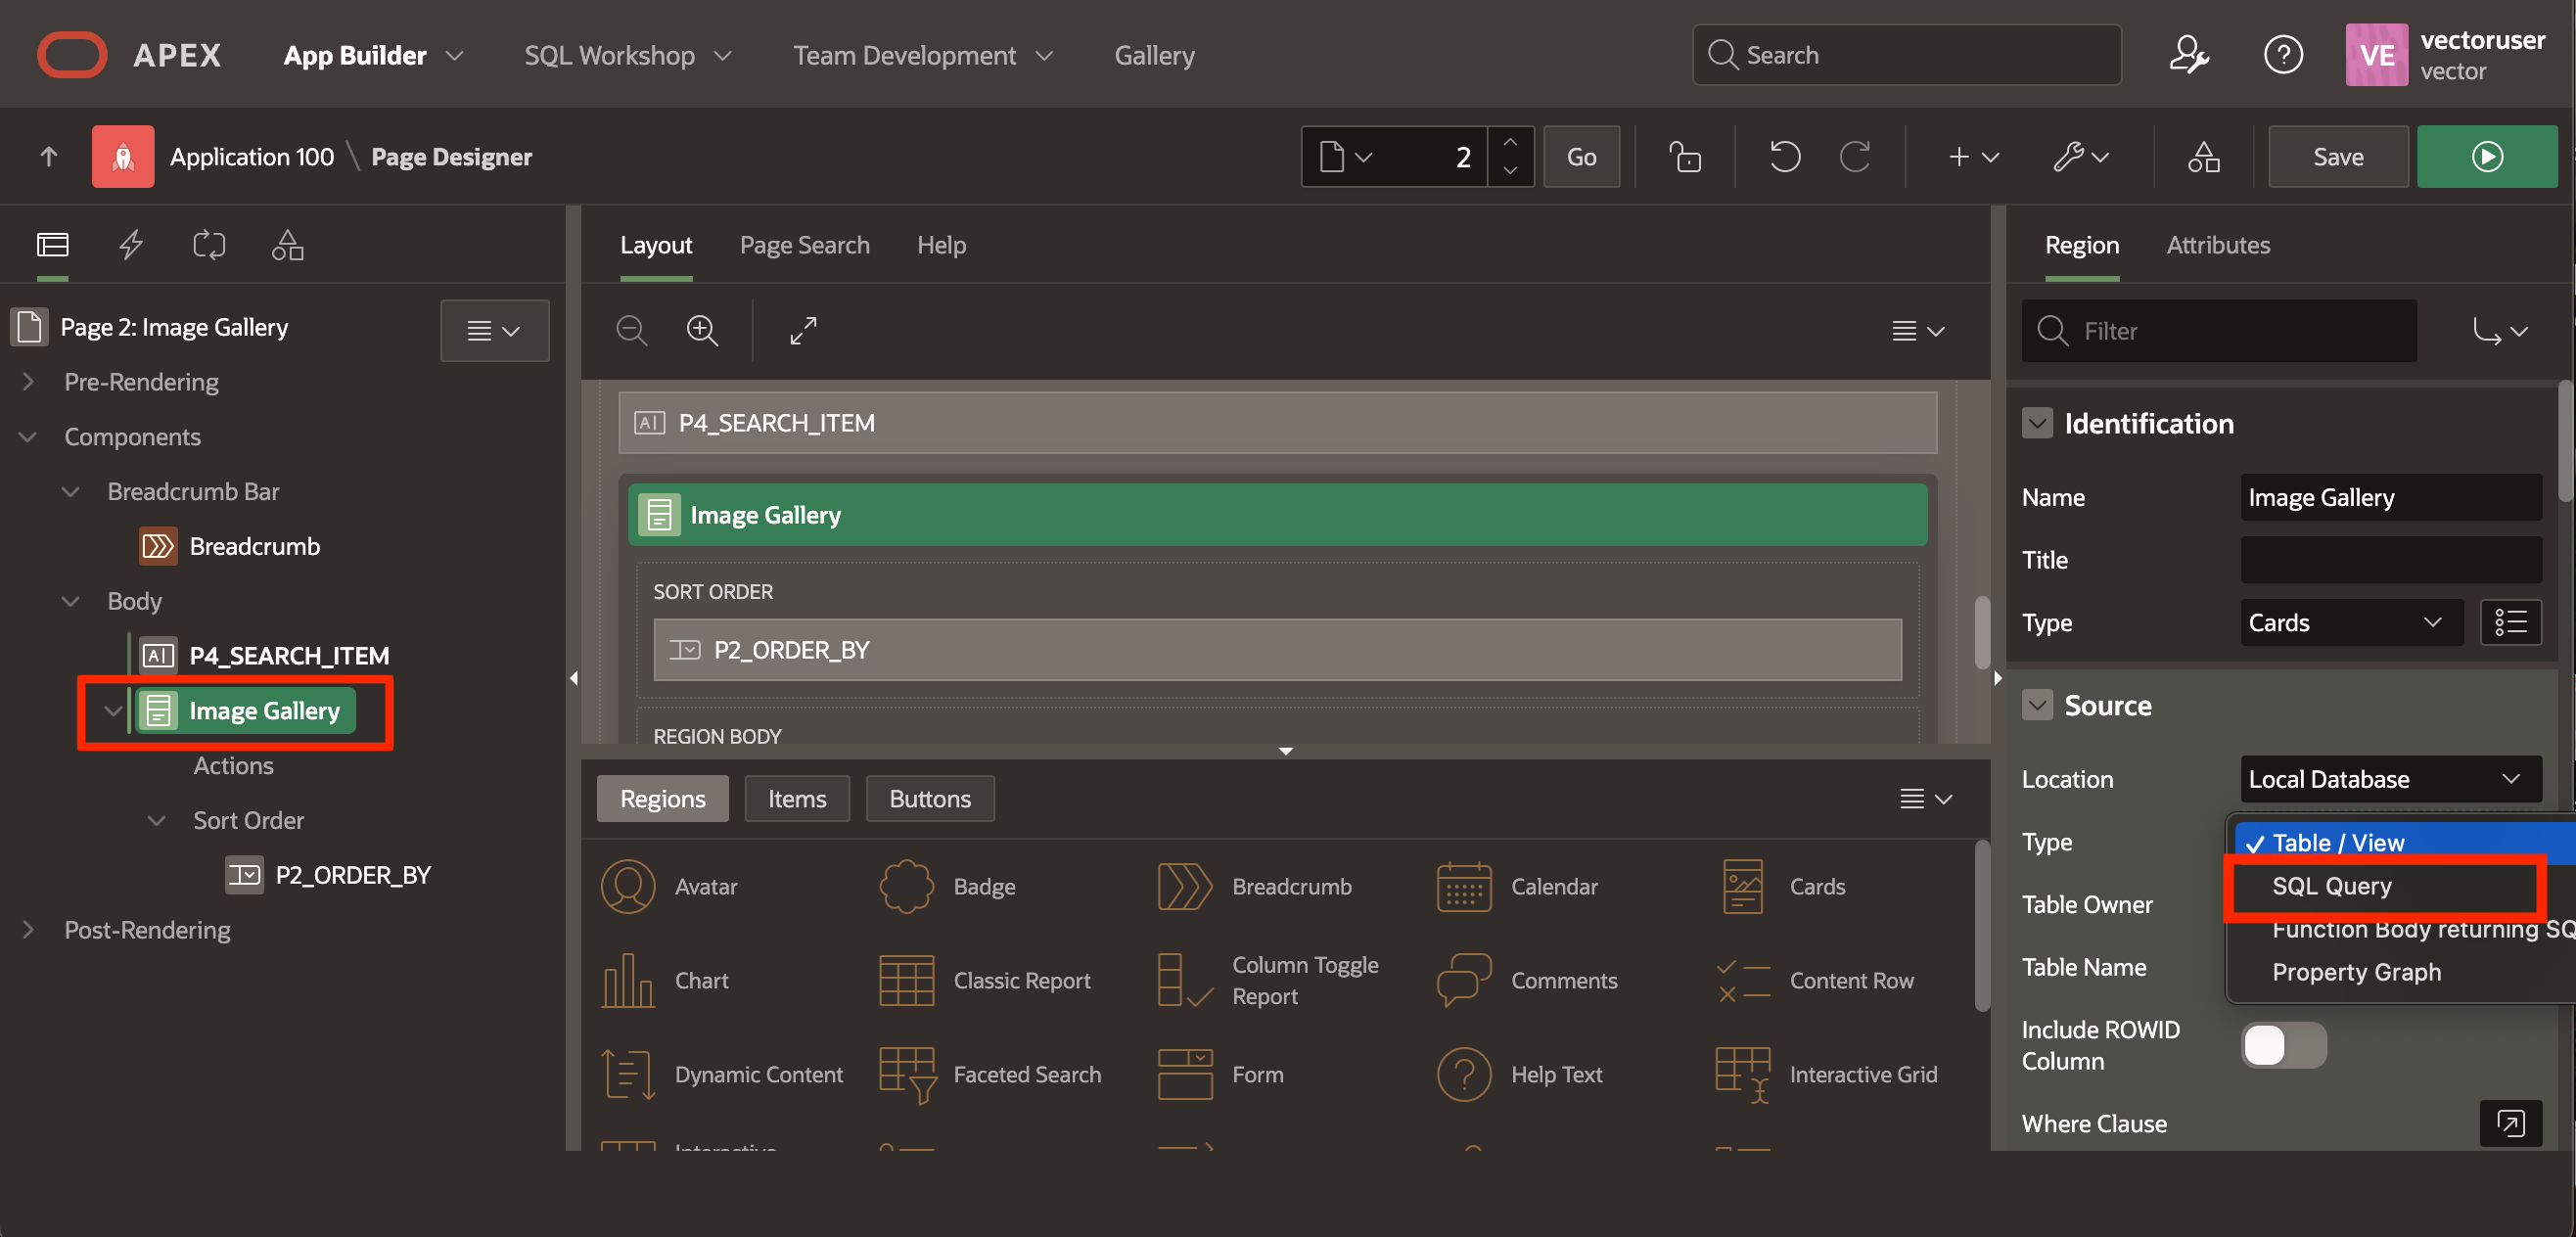 APEX
App Builder
SQL Workshop
Team Development
Gallery
Search
VE
vectoruser
vector
Application 100 \ Page Designer
2
Go
Save
Page 2: Image Gallery
Pre-Rendering
Components
Breadcrumb Bar
Breadcrumb
Body
P4_SEARCH_ITEM
Image Gallery
Actions
Sort Order
P2_ORDER_BY
Post-Rendering
Layout
Page Search
Help
P4_SEARCH_ITEM
Image Gallery
SORT ORDER
P2_ORDER_BY
REGION BODY
Regions
Items
Buttons
Avatar
Badge
Breadcrumb
Calendar
Cards
Chart
Classic Report
Column Toggle
Report
Comments
Content Row
Dynamic Content
Faceted Search
Form
Help Text
Interactive Grid
Region
Attributes
Filter
Identification
Name
Image Gallery
Title
Type
Cards
Source
Location
Local Database
Type
Table / View
SQL Query
Function Body returning SQ
Property Graph
Table Owner
Table Name
Include ROWID
Column
Where Clause